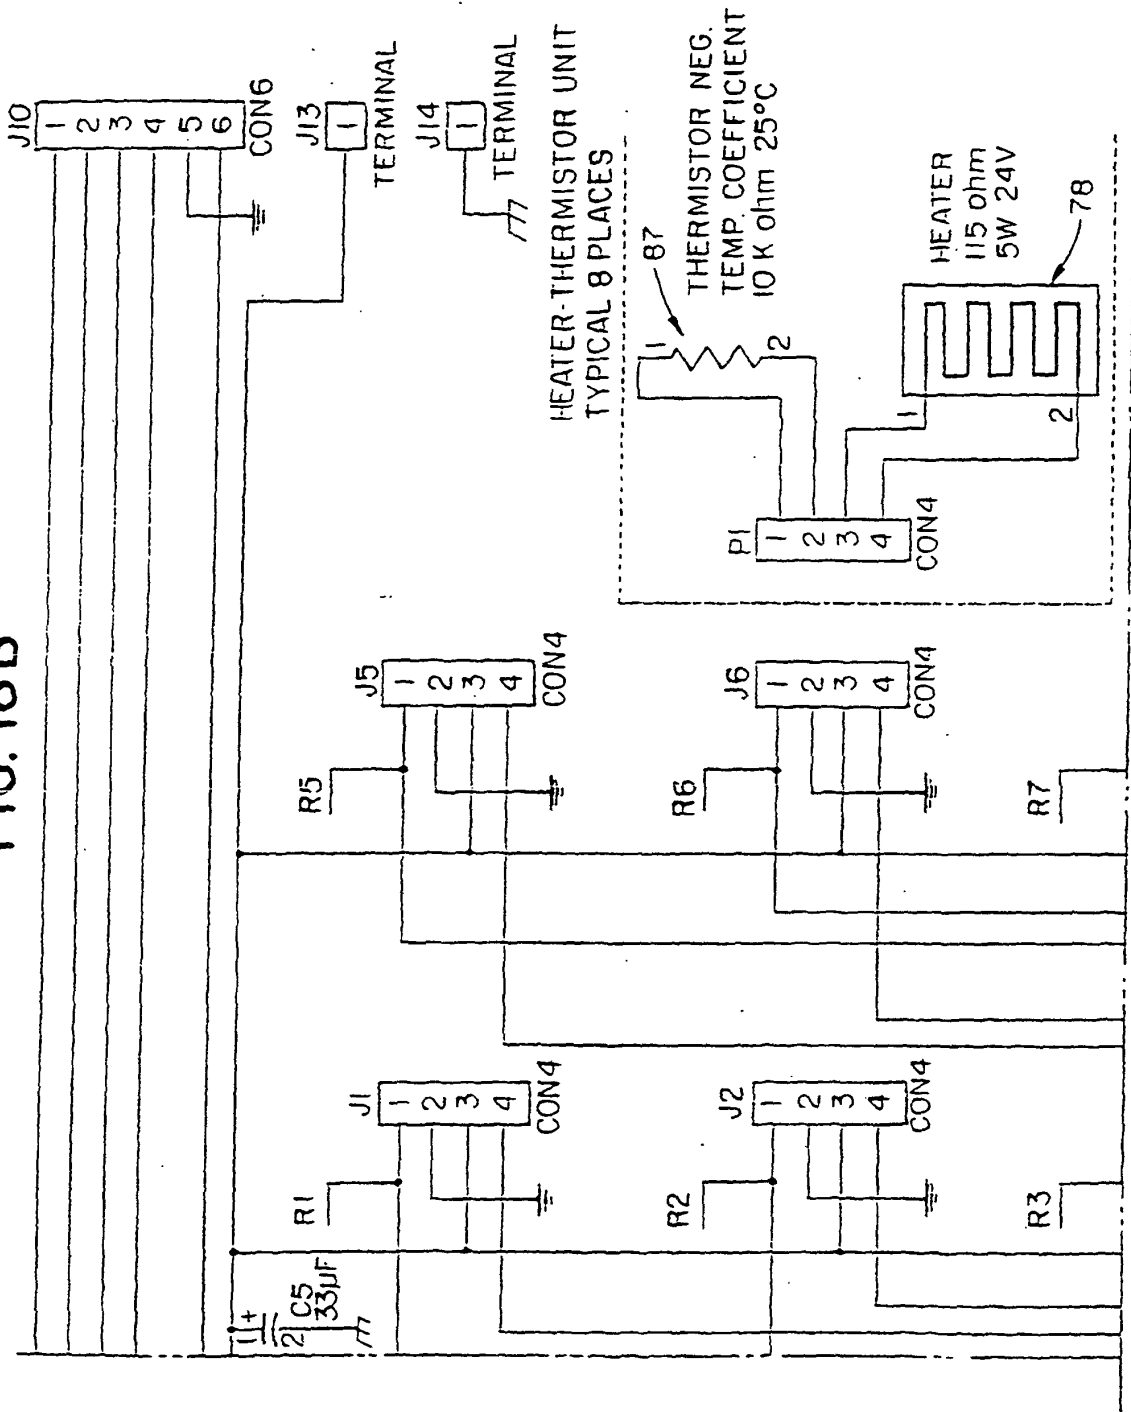 FIG. 18B
J10
1
2
3
4
5
6
CON6
J13
1
TERMINAL
J14
1
TERMINAL
HEATER-THERMISTOR UNIT
TYPICAL 8 PLACES
87
THERMISTOR NEG.
TEMP. COEFFICIENT
10 K ohm 25°C
1
2
HEATER
115 ohm
5W 24V
78
1
2
P1
1
2
3
4
CON4
J5
1
2
3
4
CON4
R5
J6
1
2
3
4
CON4
R6
R7
J1
1
2
3
4
CON4
R1
J2
1
2
3
4
CON4
R2
R3
1 +
2
C5
33µF